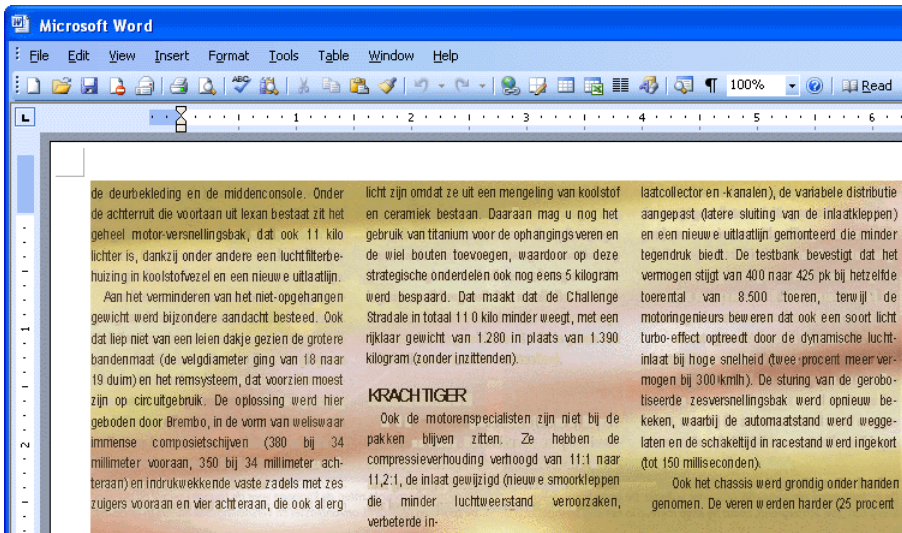 Microsoft Word
File Edit View Insert Format Tools Table Window Help
100% Read
1 2 3 4 5 6
de deurbekleding en de middenconsole. Onder
de achterruit die voortaan uit lexan bestaat zit het
geheel motor-versnellingsbak, dat ook 11 kilo
lichter is, dankzij onder andere een luchtfilterbe-
huizing in koolstofvezel en een nieuwe uitlaatlijn.
Aan het verminderen van het niet-opgehangen
gewicht werd bijzondere aandacht besteed. Ook
dat liep niet van een leien dakje gezien de grotere
bandenmaat (de velgdiameter ging van 18 naar
19 duim) en het remsysteem, dat voorzien moest
zijn op circuitgebruik. De oplossing werd hier
geboden door Brembo, in de vorm van weliswaar
immense composietschijven (380 bij 34
millimeter vooraan, 350 bij 34 millimeter ach-
teraan) en indrukwekkende vaste zadels met zes
zuigers vooraan en vier achteraan, die ook al erg
licht zijn omdat ze uit een mengeling van koolstof
en ceramiek bestaan. Daaraan mag u nog het
gebruik van titanium voor de ophangingsveren en
de wiel bouten toevoegen, waardoor op deze
strategische onderdelen ook nog eens 5 kilogram
werd bespaard. Dat maakt dat de Challenge
Stradale in totaal 110 kilo minder weegt, met een
rijklaar gewicht van 1.280 in plaats van 1.390
kilogram (zonder inzittenden).
KRACHTIGER
Ook de motorenspecialisten zijn niet bij de
pakken blijven zitten. Ze hebben de
compressieverhouding verhoogd van 11:1 naar
11,2:1, de inlaat gewijzigd (nieuwe smoorkleppen
die minder luchtweerstand veroorzaken,
verbeterde in-
laatcollector en -kanalen), de variabele distributie
aangepast (latere sluiting van de inlaatkleppen)
en een nieuwe uitlaatlijn gemonteerd die minder
tegendruk biedt. De testbank bevestigt dat het
vermogen stijgt van 400 naar 425 pk bij hetzelfde
toerental van 8.500 toeren, terwijl de
motoringenieurs beweren dat ook een soort licht
turbo-effect optreedt door de dynamische lucht-
inlaat bij hoge snelheid (twee procent meer ver-
mogen bij 300 kmlh). De sturing van de gerobo-
tiseerde zesversnellingsbak werd opnieuw be-
keken, waarbij de automaatstand werd wegge-
laten en de schakeltijd in racestand werd ingekort
(tot 150 milliseconden).
Ook het chassis werd grondig onder handen
genomen. De veren werden harder (25 procent
1
2